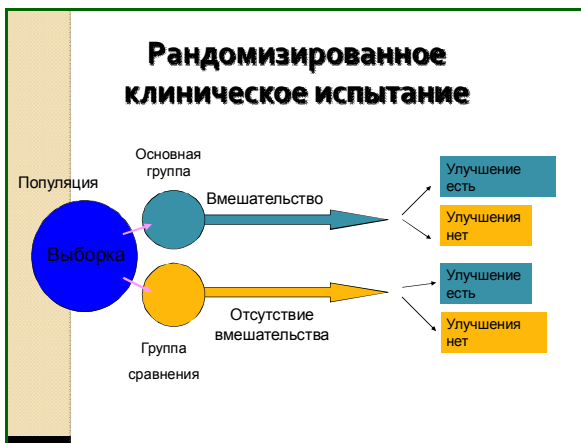 Рандомизированное
клиническое испытание
Основная
группа
Популяция
Выборка
Вмешательство
Улучшение
есть
Улучшения
нет
Отсутствие
вмешательства
Улучшение
есть
Улучшения
нет
Группа
сравнения